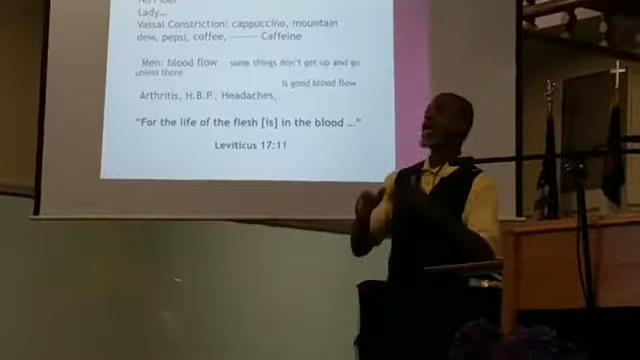 No Fiber
Lady...
Vassal Constriction: cappuccino, mountain
dew, pepsi, coffee, ------- Caffeine
Men: blood flow some things don't get up and go
unless there
is good blood flow
Arthritis, H.B.P., Headaches,
"For the life of the flesh [is] in the blood ..."
Leviticus 17:11